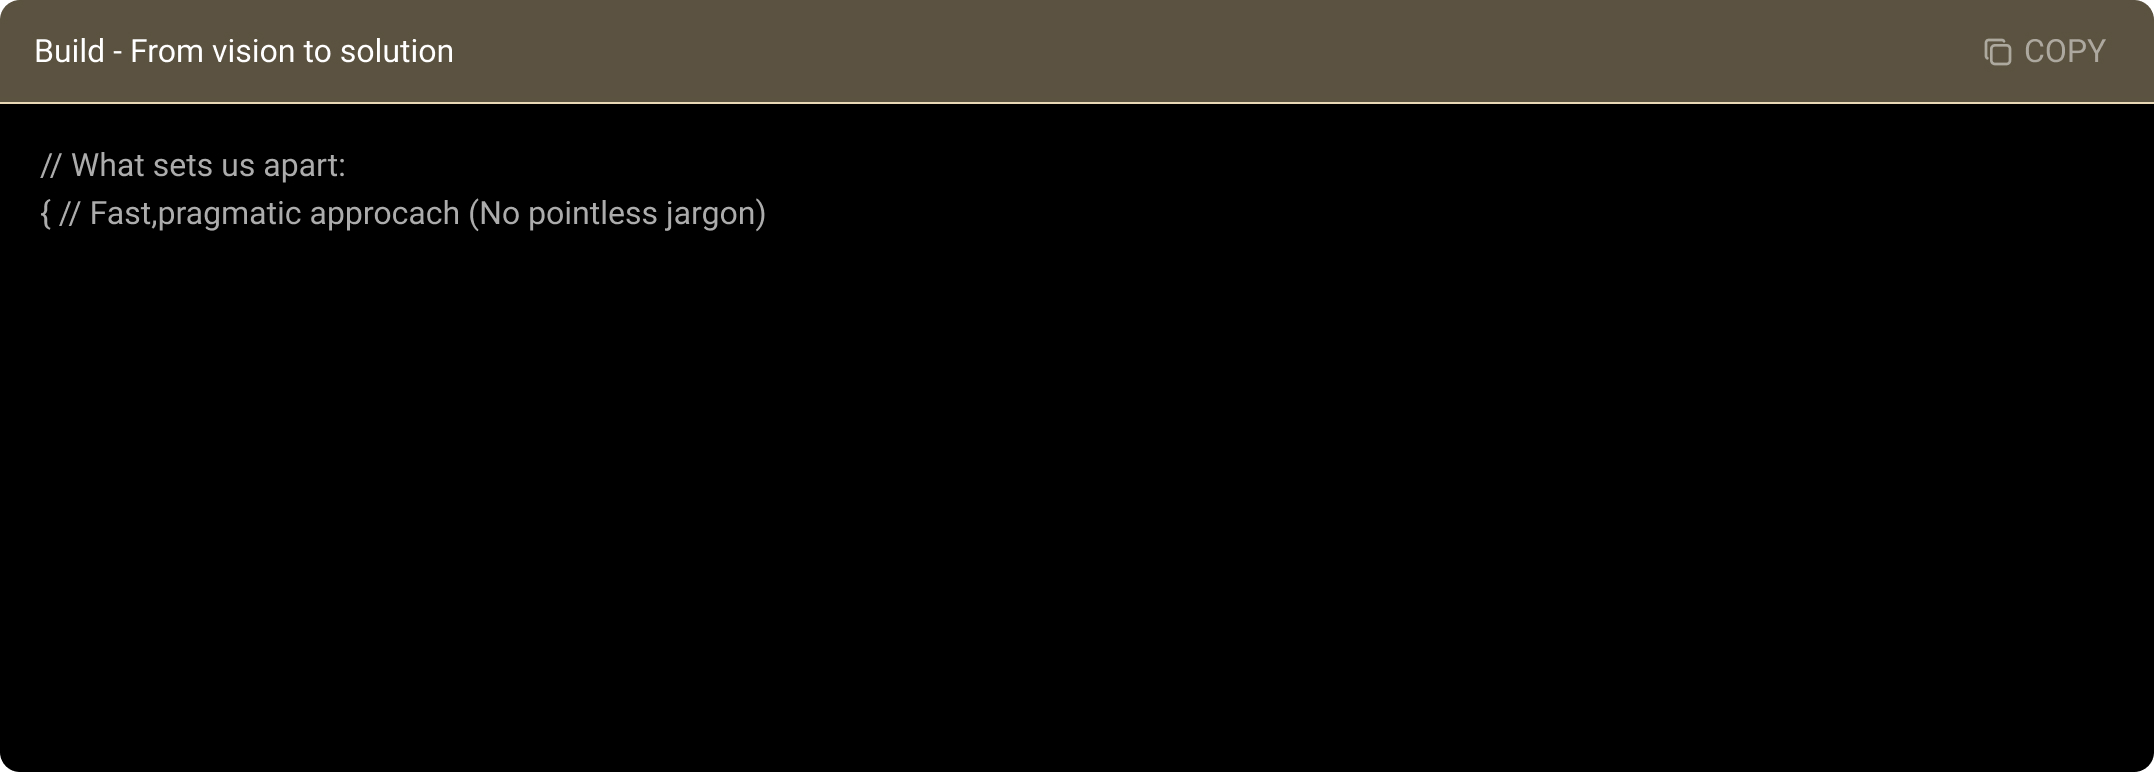 Build - From vision to solution
COPY
// What sets us apart:
{ // Fast,pragmatic approcach (No pointless jargon)